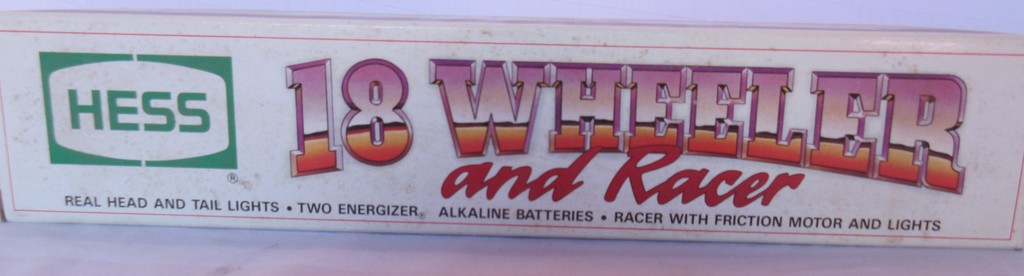 HESS ®
18 WHEELER
and Racer
REAL HEAD AND TAIL LIGHTS • TWO ENERGIZER® ALKALINE BATTERIES • RACER WITH FRICTION MOTOR AND LIGHTS